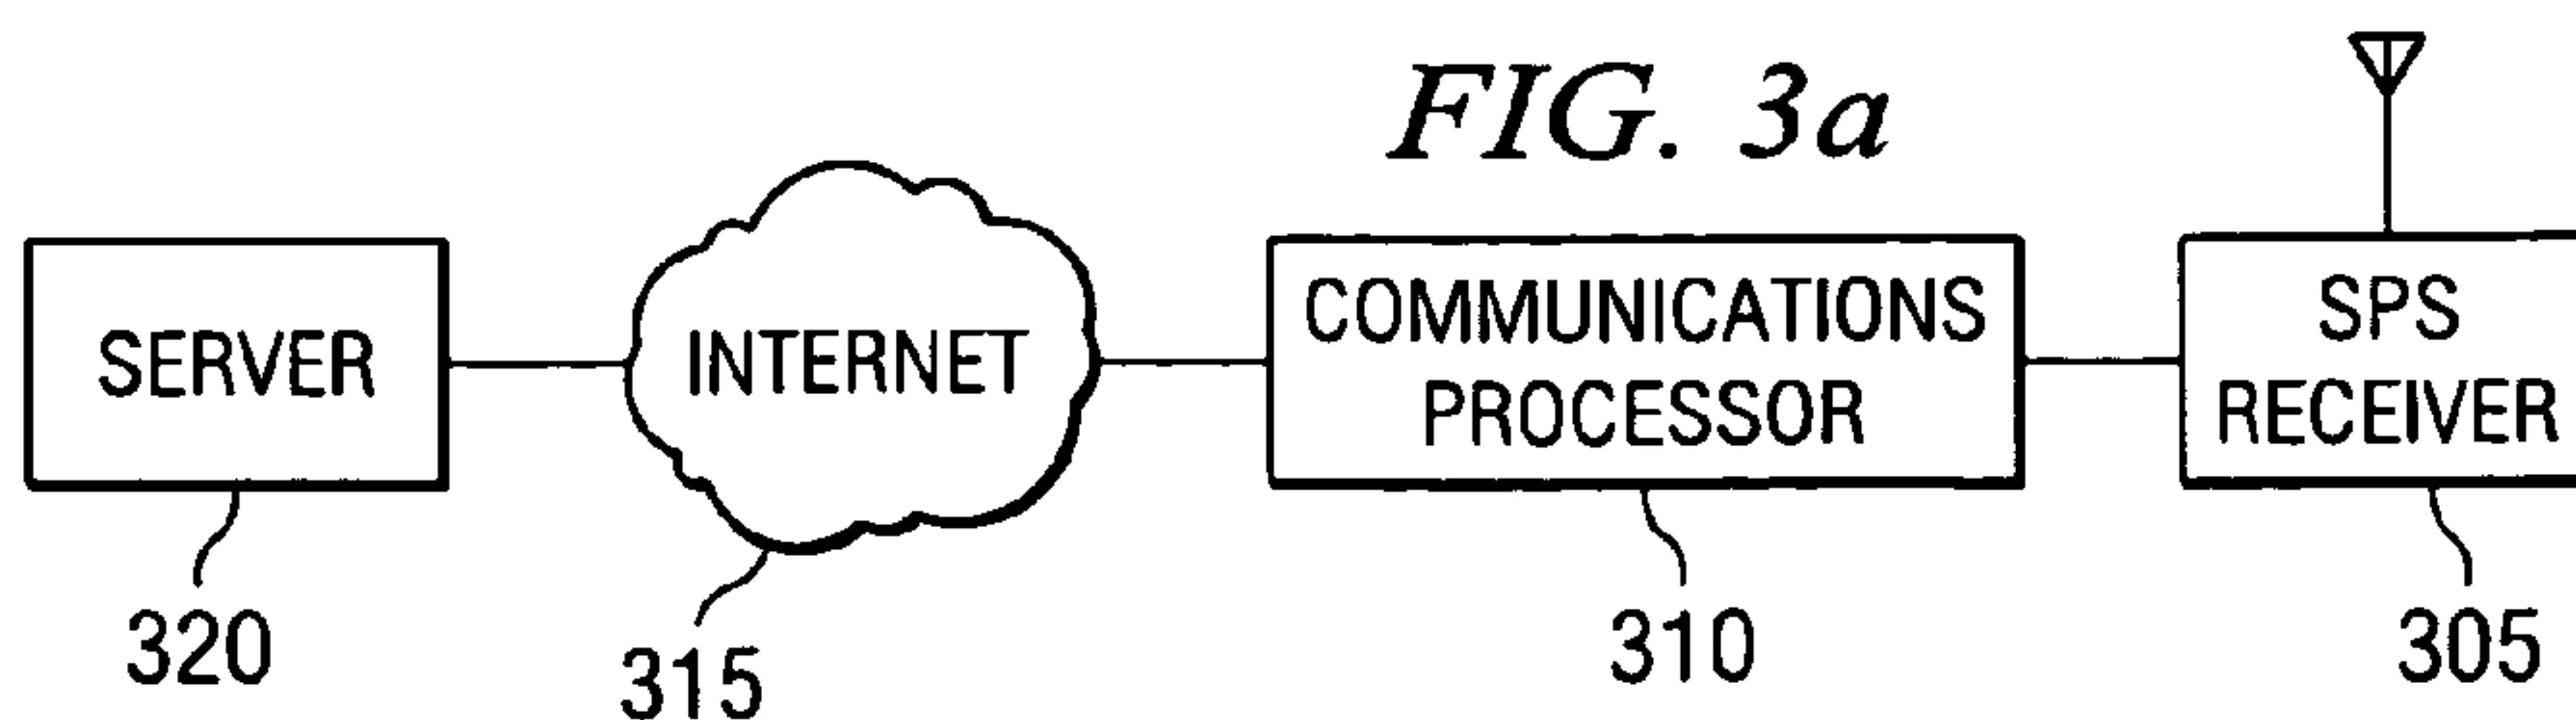 FIG. 3a
SERVER
INTERNET
COMMUNICATIONS
PROCESSOR
SPS
RECEIVER
320
315
310
305